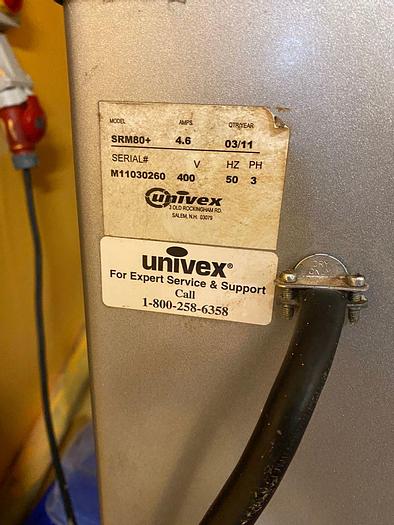 MODEL AMPS QTR/YEAR
SRM80+ 4.6 03/11
SERIAL# V HZ PH
M11030260 400 50 3
univex
3 OLD ROCKINGHAM RD.
SALEM, N.H. 03079
univex®
For Expert Service & Support
Call
1-800-258-6358